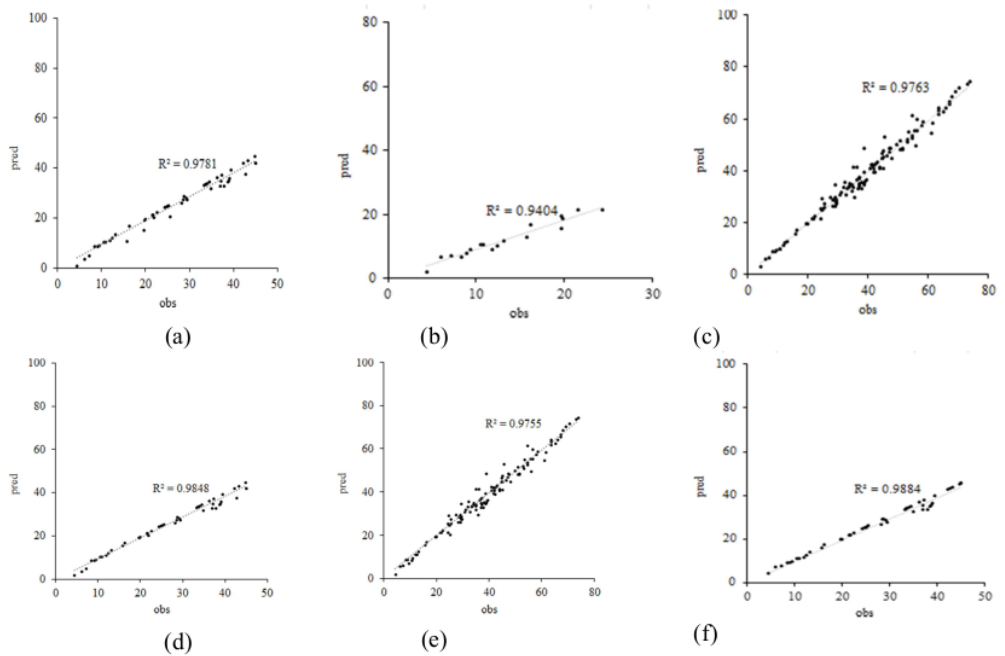 100
80
60
40
20
0
pred
R² = 0.9781
0 10 20 30 40 50
obs
(a)
80
60
40
20
0
pred
R² = 0.9404
0 10 20 30
obs
(b)
100
80
60
40
20
0
pred
R² = 0.9763
0 20 40 60 80
obs
(c)
100
80
60
40
20
0
pred
R² = 0.9848
0 10 20 30 40 50
obs
(d)
100
80
60
40
20
0
pred
R² = 0.9755
0 20 40 60 80
obs
(e)
100
80
60
40
20
0
pred
R² = 0.9884
0 10 20 30 40 50
obs
(f)